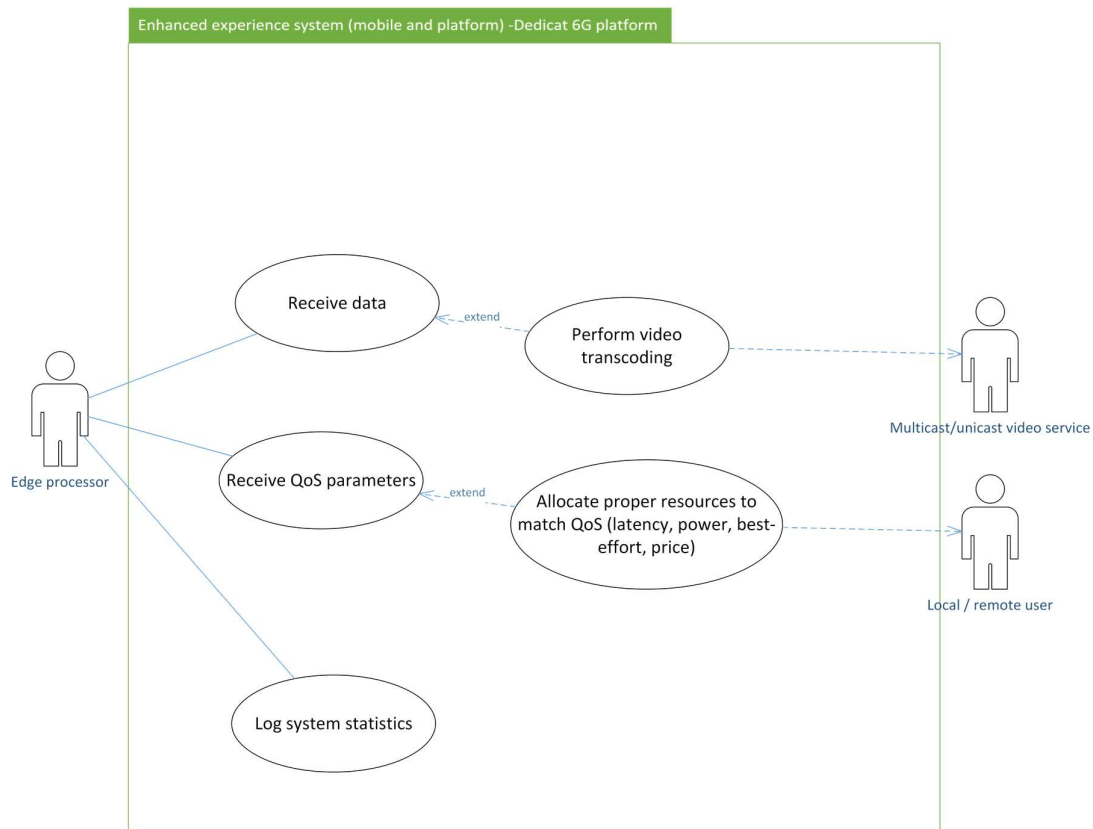 Enhanced experience system (mobile and platform) -Dedicat 6G platform
Receive data
extend
Perform video
transcoding
Multicast/unicast video service
Edge processor
Receive QoS parameters
extend
Allocate proper resources to
match QoS (latency, power, best-
effort, price)
Local / remote user
Log system statistics